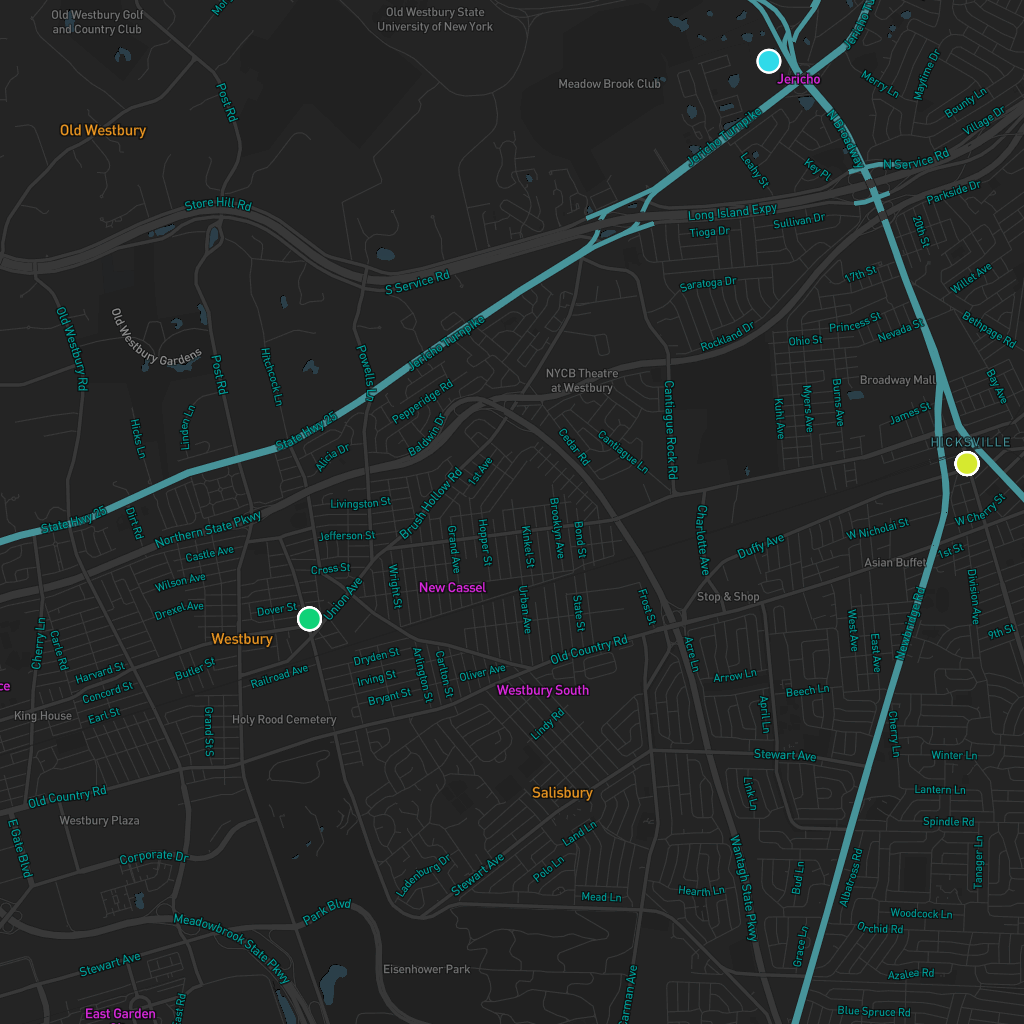 Old Westbury Golf
and Country Club
Old Westbury State
University of New York
Meadow Brook Club
Jericho
Merry Ln
Maytime Dr
Bounty Ln
Village Dr
Post Rd
Old Westbury
Jericho Turnpike
N Broadway
N Service Rd
Leahy St
Key Pl
Parkside Dr
Store Hill Rd
Long Island Expy
Sullivan Dr
Tioga Dr
20th St
S Service Rd
Saratoga Dr
17th St
Willet Ave
Old Westbury Rd
Old Westbury Gardens
Jericho Turnpike
Rockland Dr
Princess St
Nevada St
Ohio St
Bethpage Rd
Post Rd
Hitchcock Ln
NYCB Theatre
at Westbury
Broadway Mall
Bay Ave
Pepperidge Rd
Cantiague Rock Rd
Kuhl Ave
Myers Ave
Burns Ave
James St
Hicks Ln
Linden Ln
State Hwy 25
Alicia Dr
Baldwin Dr
Cedar Rd
Cantiague Ln
HICKSVILLE
1st Ave
Brush Hollow Rd
Livingston St
State Hwy 25
Dirt Rd
Northern State Pkwy
Jefferson St
Grand Ave
Hopper St
Kinkel St
Brooklyn Ave
Bond St
Charlotte Ave
W Nicholai St
W Cherry St
Duffy Ave
1st St
Castle Ave
Cross St
Asian Buffet
Wilson Ave
Wright St
New Cassel
Union Ave
Drexel Ave
Dover St
Urban Ave
State St
Frost St
Stop & Shop
Division Ave
Newbridge Rd
West Ave
East Ave
9th St
Cherry Ln
Carle Rd
Westbury
Old Country Rd
Acre Ln
Dryden St
Butler St
Harvard St
Railroad Ave
Irving St
Arlington St
Carlton St
Oliver Ave
Arrow Ln
Concord St
Bryant St
Westbury South
Beech Ln
King House
Earl St
Grand St S
Holy Rood Cemetery
Lindy Rd
April Ln
Cherry Ln
Stewart Ave
Winter Ln
Old Country Rd
Salisbury
Link Ln
Lantern Ln
Westbury Plaza
Spindle Rd
E Gate Blvd
Corporate Dr
Land Ln
Polo Ln
Stewart Ave
Ladenburg Dr
Wantagh State Pkwy
Bud Ln
Albatross Rd
Tanager Ln
Mead Ln
Hearth Ln
Park Blvd
Meadowbrook State Pkwy
Woodcock Ln
Orchid Rd
Grace Ln
Stewart Ave
Eisenhower Park
Azalea Rd
East Garden
Blue Spruce Rd